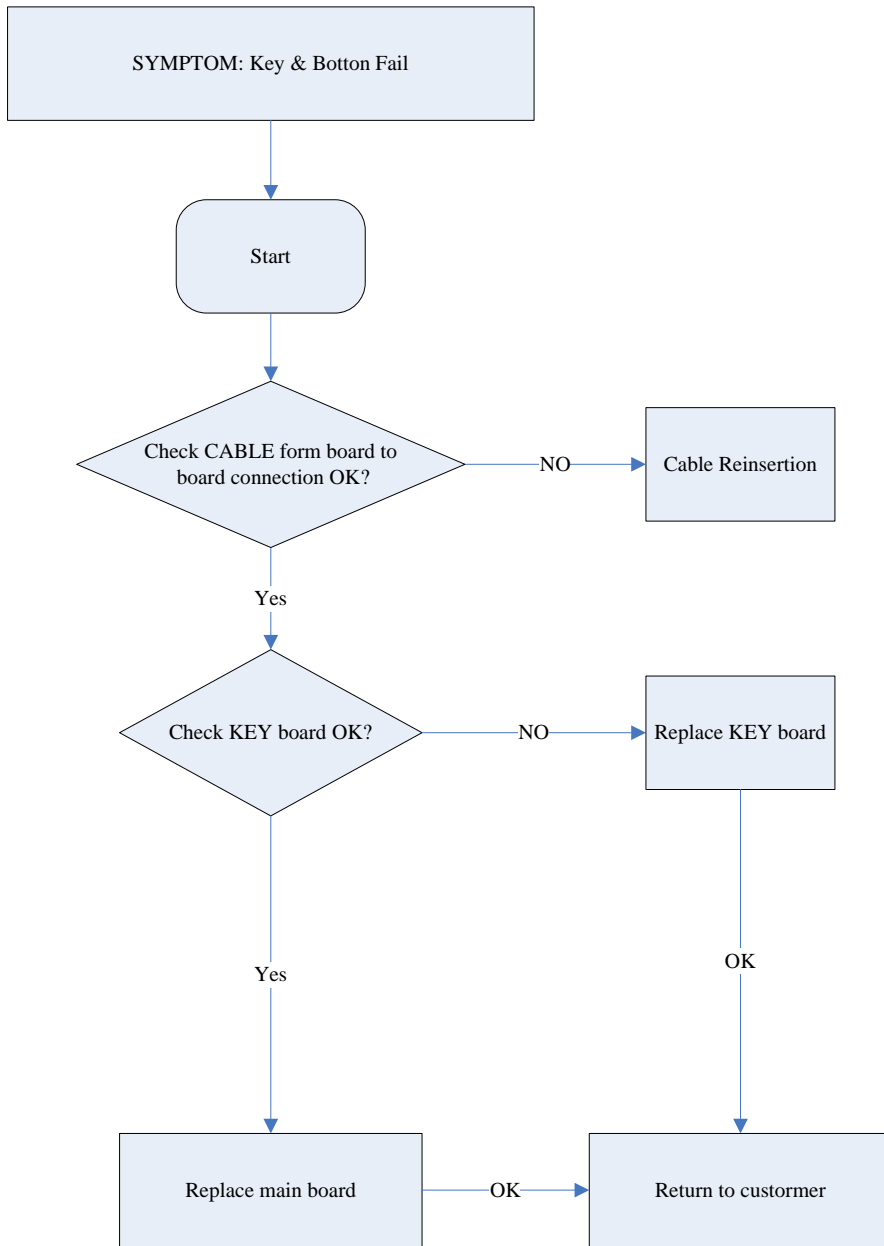 SYMPTOM: Key & Botton Fail
Start
Check CABLE form board to
board connection OK?
NO
Cable Reinsertion
Yes
Check KEY board OK?
NO
Replace KEY board
Yes
OK
Replace main board
OK
Return to custormer